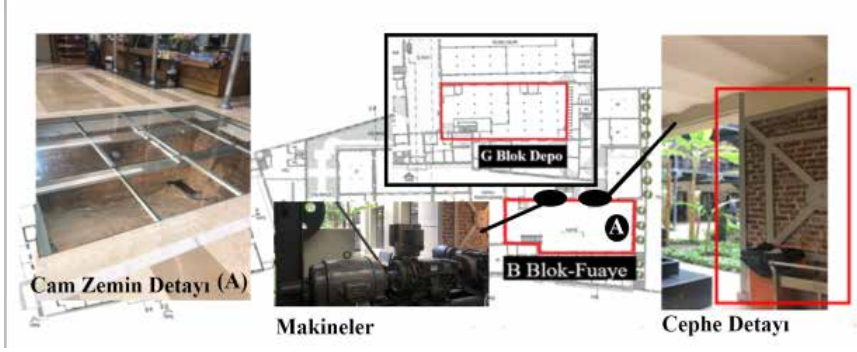 G Blok Depo
A
B Blok-Fuaye
Cam Zemin Detayı (A)
Makineler
Cephe Detayı